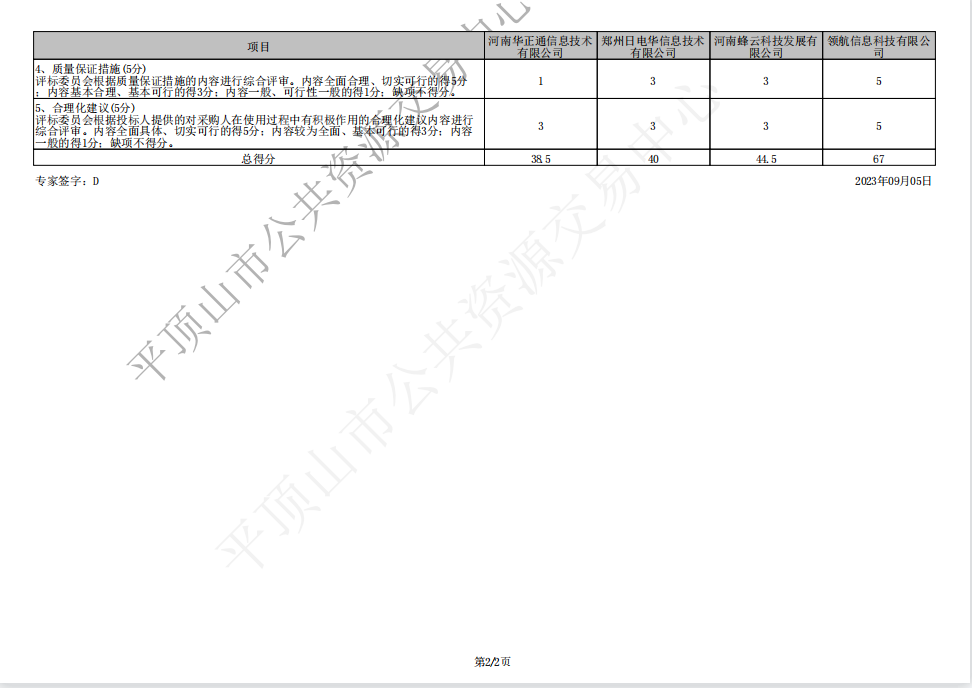 项目
河南华正通信息技术
有限公司
郑州日电华信息技术
有限公司
河南蜂云科技发展有
限公司
领航信息科技有限公
司
4、质量保证措施(5分)
评标委员会根据质量保证措施的内容进行综合评审。内容全面合理、切实可行的得5分
；内容基本合理、基本可行的得3分；内容一般、可行性一般的得1分；缺项不得分。
1
3
3
5
5、合理化建议(5分)
评标委员会根据投标人提供的对采购人在使用过程中有积极作用的合理化建议内容进行
综合评审。内容全面具体、切实可行的得5分；内容较为全面、基本可行的得3分；内容
一般的得1分；缺项不得分。
3
3
3
5
总得分
38.5
40
44.5
67
专家签字：D
2023年09月05日
平顶山市公共资源交易中心
平顶山市公共资源交易中心
第2/2页